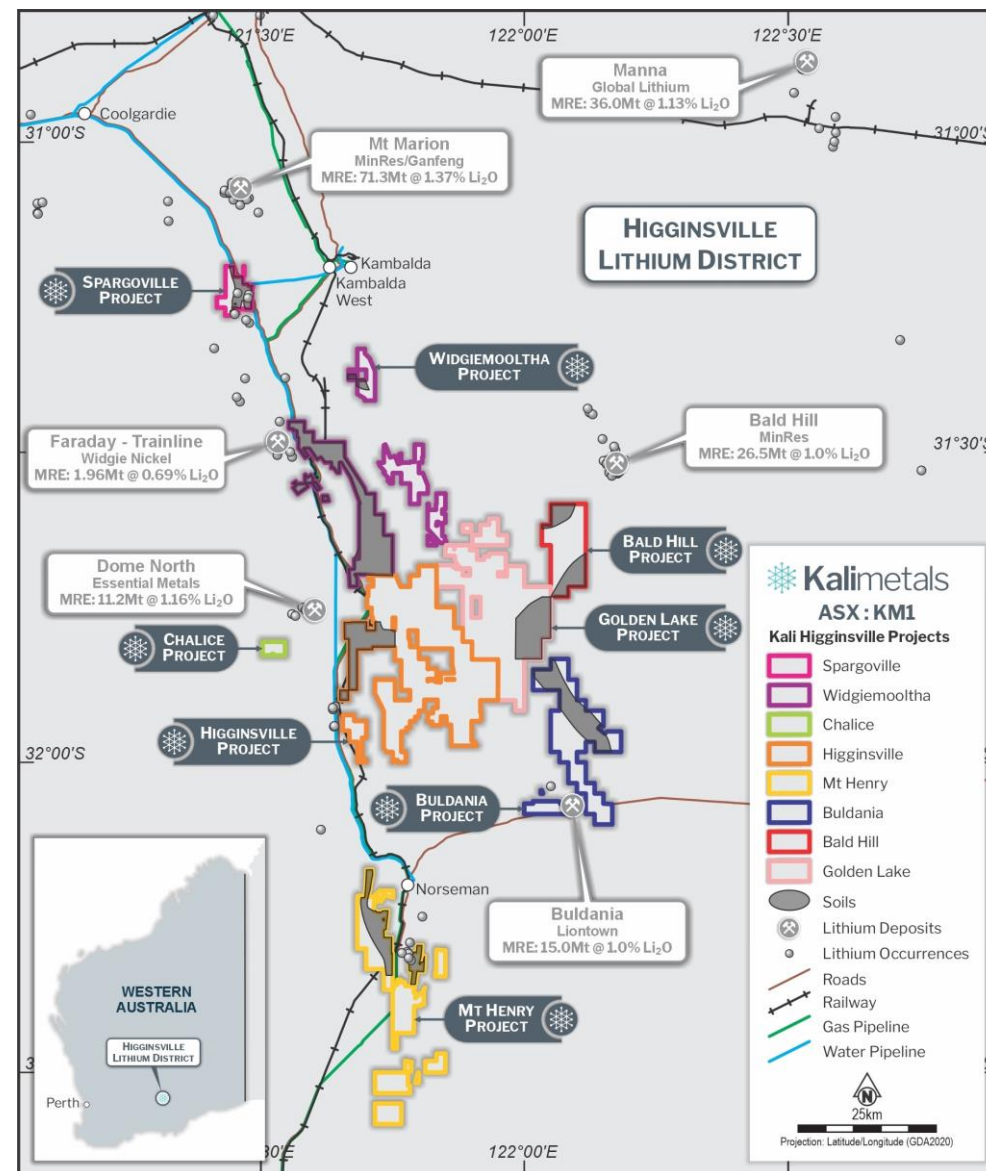 121°30'E
122°00'E
122°30'E
Manna
Global Lithium
MRE: 36.0Mt @ 1.13% Li₂O
Coolgardie
31°00'S
31°00'S
Mt Marion
MinRes/Ganfeng
MRE: 71.3Mt @ 1.37% Li₂O
HIGGINSVILLE
LITHIUM DISTRICT
Kambalda
Kambalda
West
SPARGOVILLE
PROJECT
WIDGIEMOOLTHA
PROJECT
Faraday - Trainline
Widgie Nickel
MRE: 1.96Mt @ 0.69% Li₂O
Bald Hill
MinRes
MRE: 26.5Mt @ 1.0% Li₂O
31°30'S
BALD HILL
PROJECT
Dome North
Essential Metals
MRE: 11.2Mt @ 1.16% Li₂O
GOLDEN LAKE
PROJECT
CHALICE
PROJECT
HIGGINSVILLE
PROJECT
32°00'S
BULDANIA
PROJECT
Norseman
Buldania
Liontown
MRE: 15.0Mt @ 1.0% Li₂O
MT HENRY
PROJECT
122°00'E
WESTERN
AUSTRALIA
HIGGINSVILLE
LITHIUM DISTRICT
Perth
Kalimetals
ASX : KM1
Kali Higginsville Projects
Spargoville
Widgiemooltha
Chalice
Higginsville
Mt Henry
Buldania
Bald Hill
Golden Lake
Soils
Lithium Deposits
Lithium Occurrences
Roads
Railway
Gas Pipeline
Water Pipeline
N
25km
Projection: Latitude/Longitude (GDA2020)